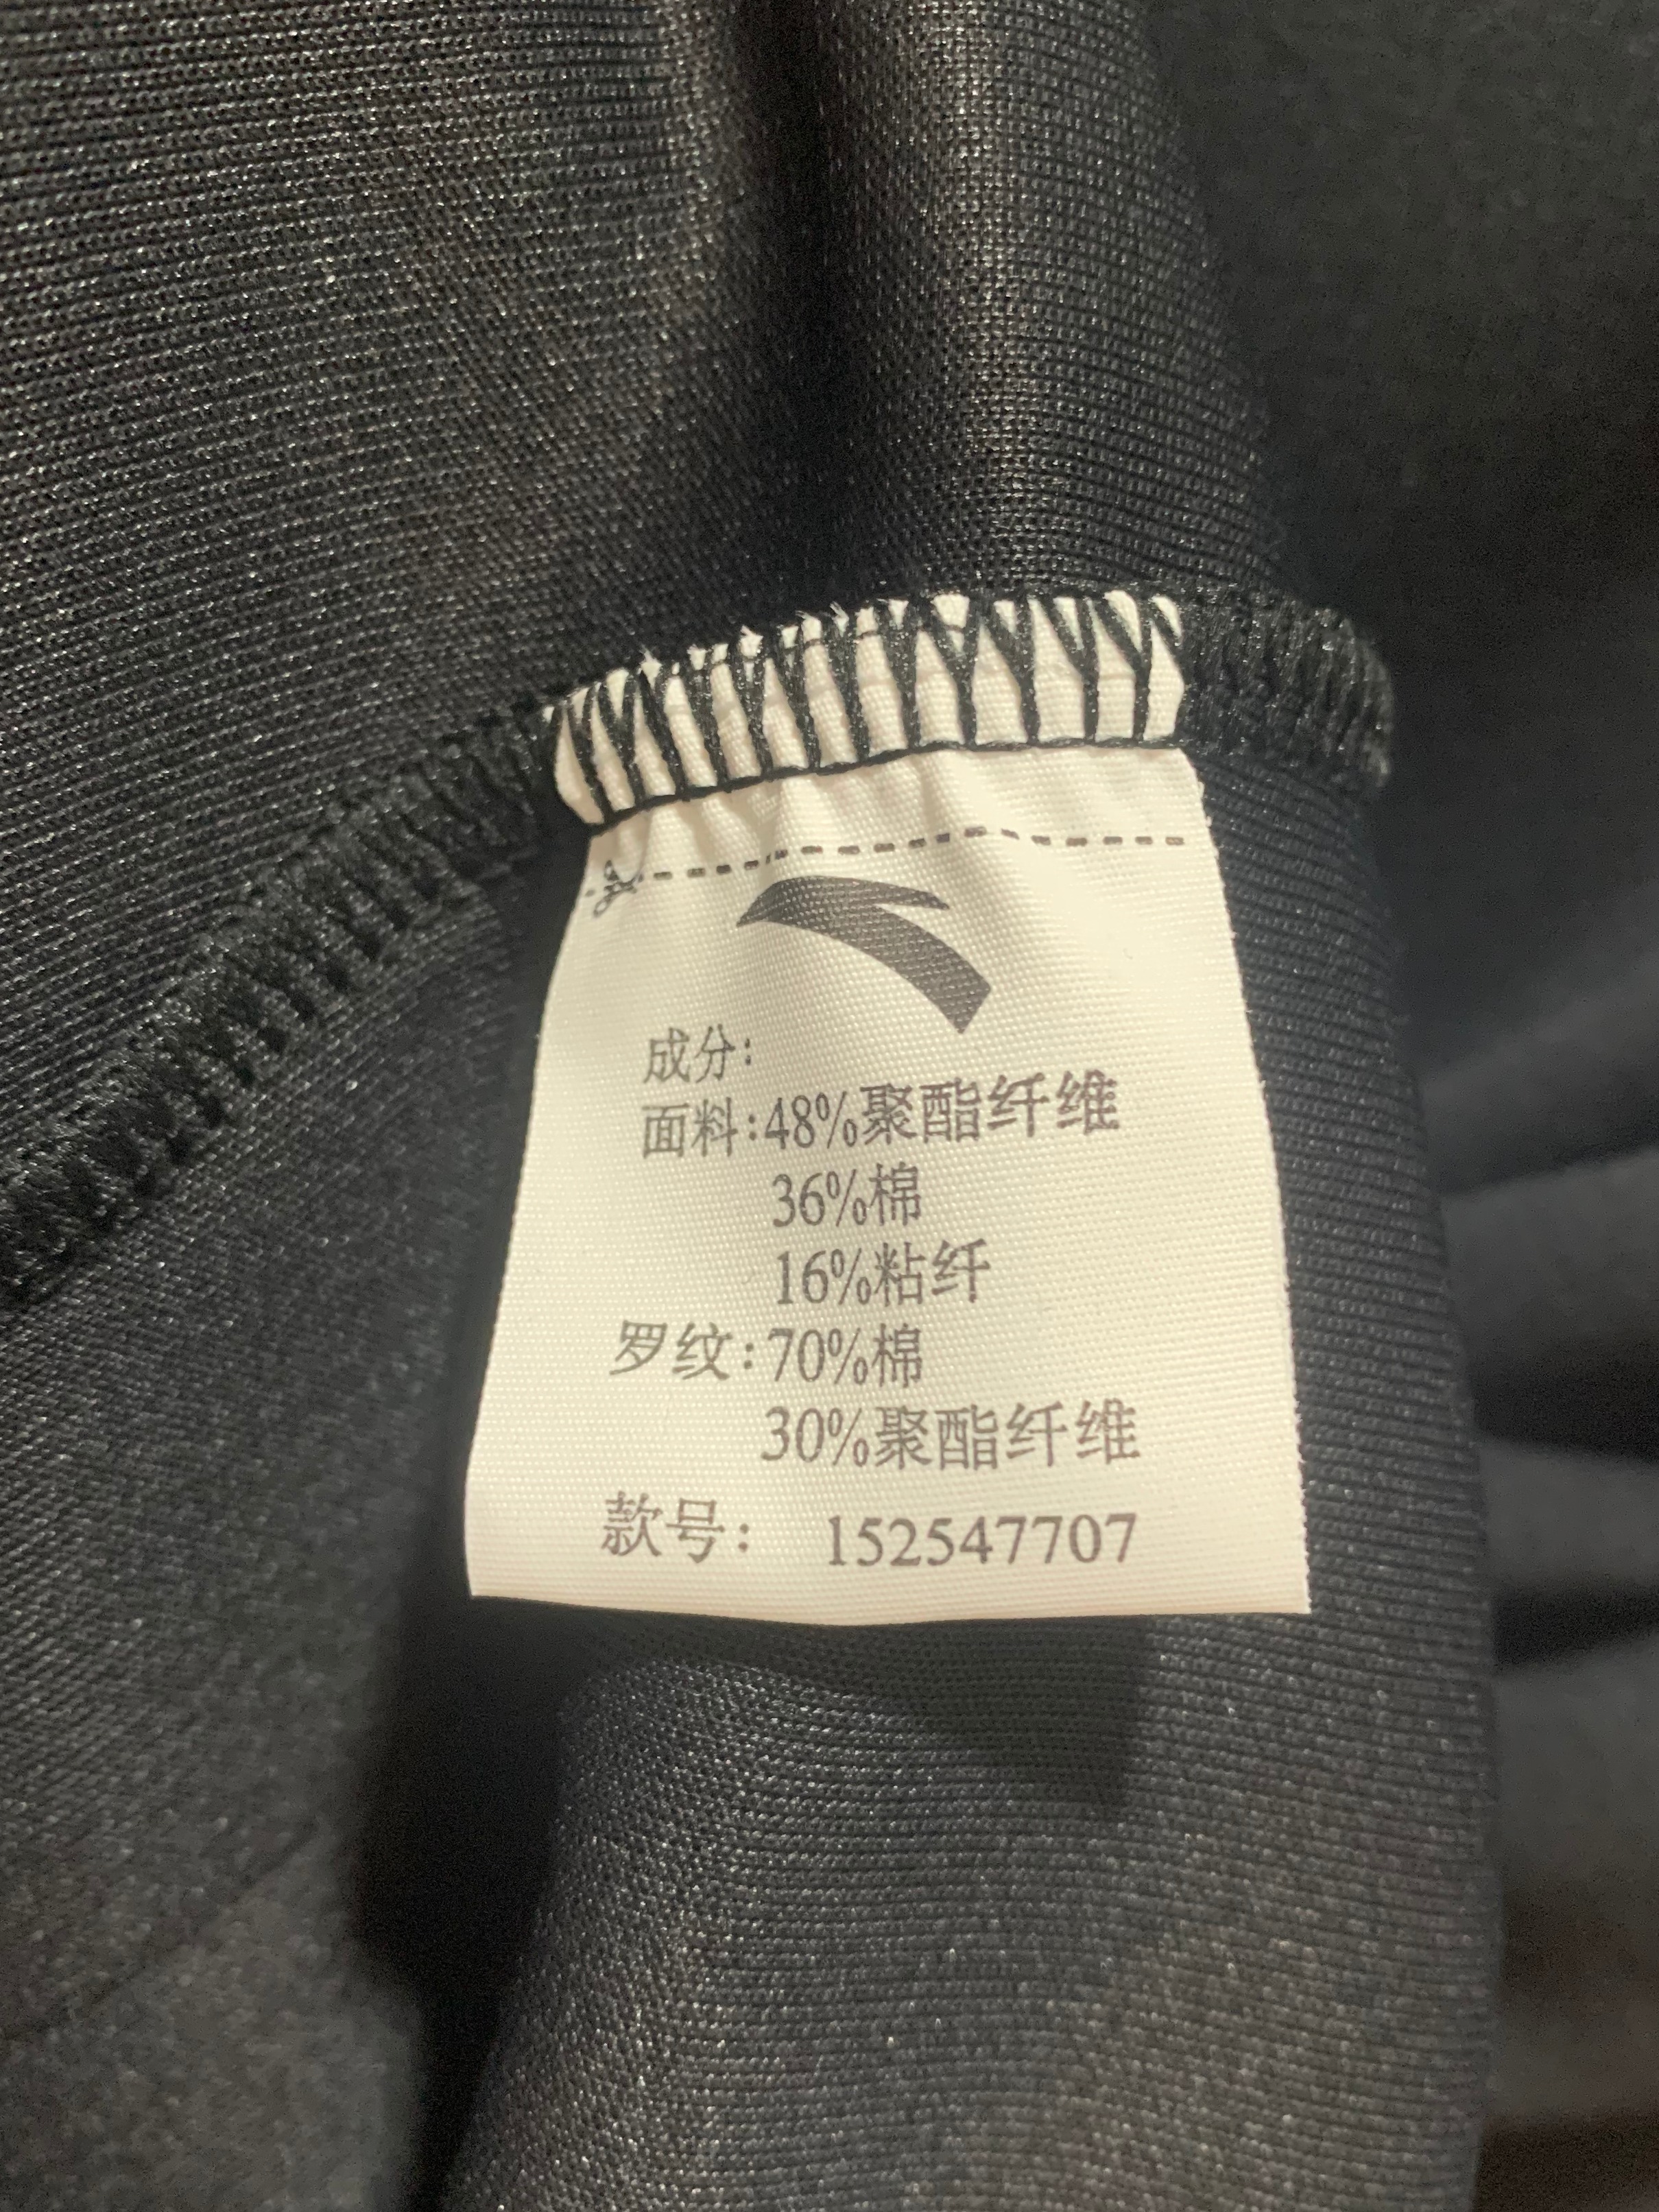 成分:
面料:48%聚酯纤维
36%棉
16%粘纤
罗纹:70%棉
30%聚酯纤维
款号: 152547707